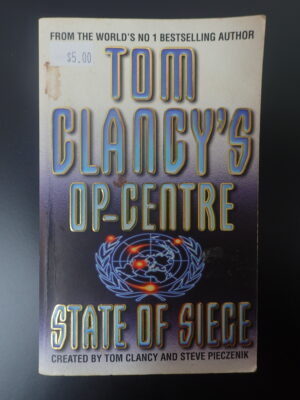 FROM THE WORLD'S NO 1 BESTSELLING AUTHOR
$5.00
TOM
CLANCY'S
OP-CENTRE
STATE OF SIEGE
CREATED BY TOM CLANCY AND STEVE PIECZENIK